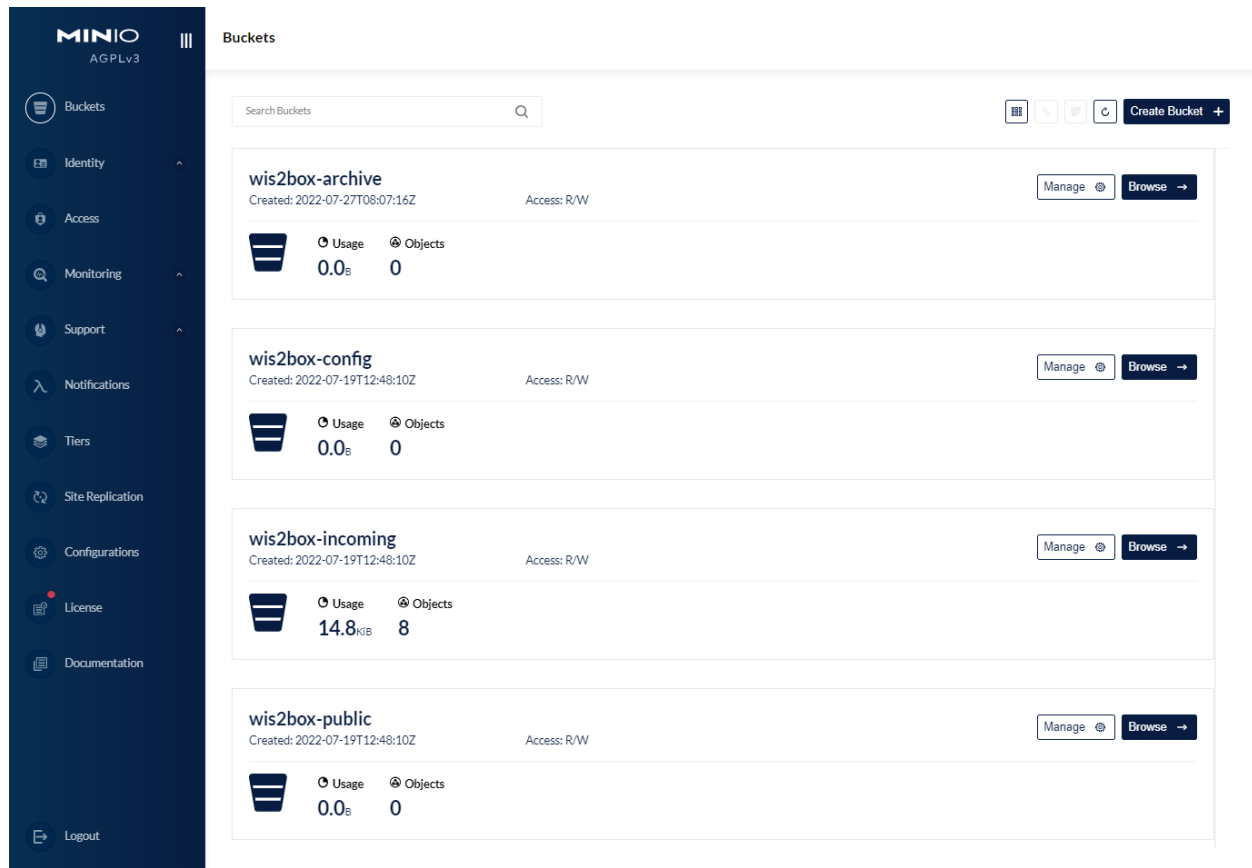 MINIO
AGPLv3
Buckets
Identity
Access
Monitoring
Support
Notifications
Tiers
Site Replication
Configurations
License
Documentation
Logout
Buckets
Search Buckets
Create Bucket +
wis2box-archive
Created: 2022-07-27T08:07:16Z Access: R/W
Manage Browse →
Usage Objects
0.0B 0
wis2box-config
Created: 2022-07-19T12:48:10Z Access: R/W
Manage Browse →
Usage Objects
0.0B 0
wis2box-incoming
Created: 2022-07-19T12:48:10Z Access: R/W
Manage Browse →
Usage Objects
14.8KiB 8
wis2box-public
Created: 2022-07-19T12:48:10Z Access: R/W
Manage Browse →
Usage Objects
0.0B 0